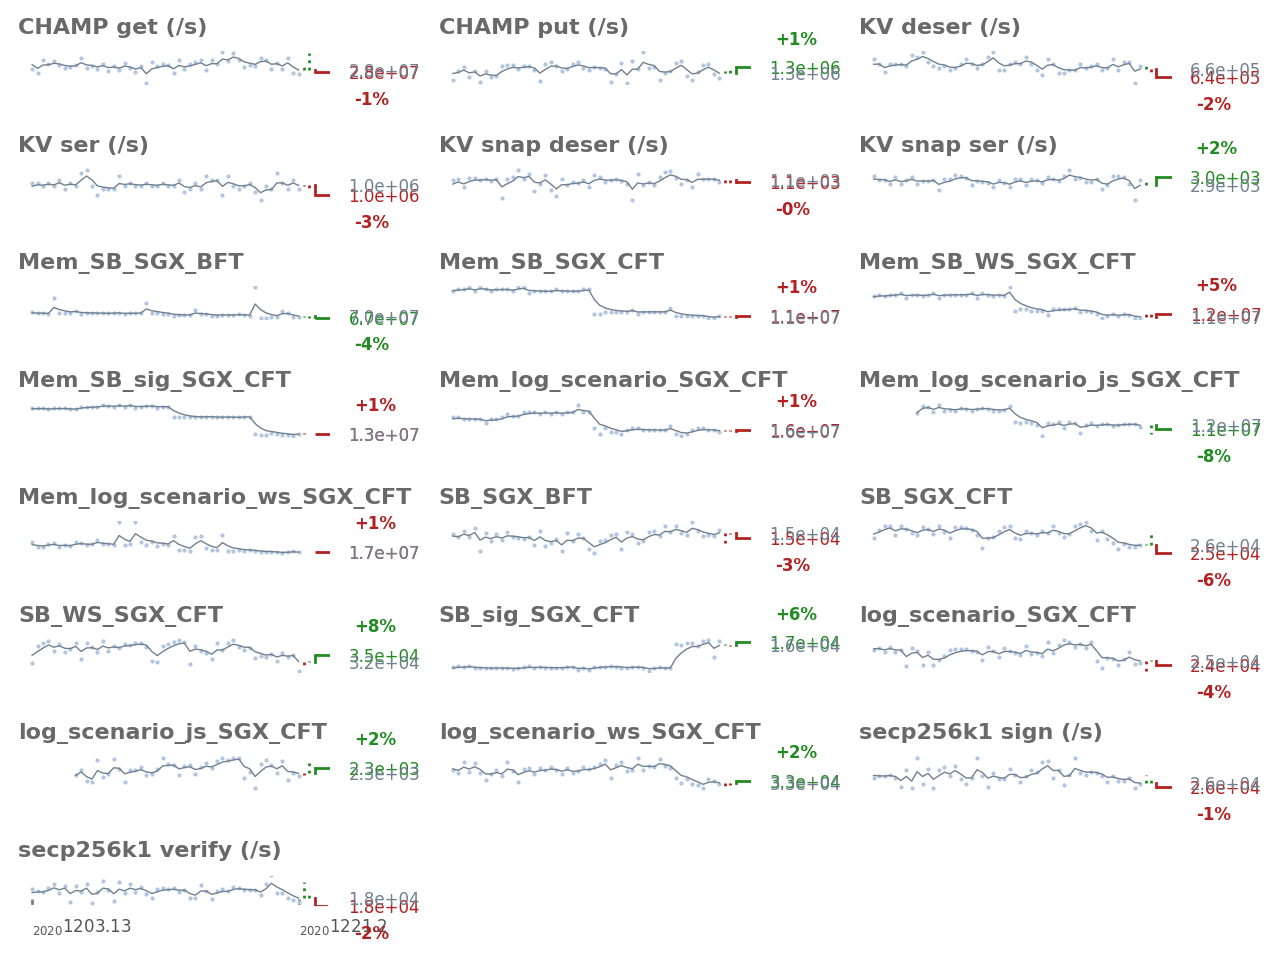 CHAMP get (/s)
2.8e+07
2.8e+07
-1%
CHAMP put (/s)
+1%
1.3e+06
1.3e+06
KV deser (/s)
6.6e+05
6.4e+05
-2%
KV ser (/s)
1.0e+06
1.0e+06
-3%
KV snap deser (/s)
1.1e+03
1.1e+03
-0%
KV snap ser (/s)
+2%
3.0e+03
2.9e+03
Mem_SB_SGX_BFT
7.0e+07
6.7e+07
-4%
Mem_SB_SGX_CFT
+1%
1.1e+07
1.1e+07
Mem_SB_WS_SGX_CFT
+5%
1.2e+07
1.1e+07
Mem_SB_sig_SGX_CFT
+1%
1.3e+07
Mem_log_scenario_SGX_CFT
+1%
1.6e+07
1.6e+07
Mem_log_scenario_js_SGX_CFT
1.2e+07
1.1e+07
-8%
Mem_log_scenario_ws_SGX_CFT
+1%
1.7e+07
SB_SGX_BFT
1.5e+04
1.5e+04
-3%
SB_SGX_CFT
2.6e+04
2.5e+04
-6%
SB_WS_SGX_CFT
+8%
3.5e+04
3.2e+04
SB_sig_SGX_CFT
+6%
1.7e+04
1.6e+04
log_scenario_SGX_CFT
2.5e+04
2.4e+04
-4%
log_scenario_js_SGX_CFT
+2%
2.3e+03
2.3e+03
log_scenario_ws_SGX_CFT
+2%
3.3e+04
3.3e+04
secp256k1 sign (/s)
2.6e+04
2.6e+04
-1%
secp256k1 verify (/s)
1.8e+04
1.8e+04
-2%
20201203.13
20201221.2